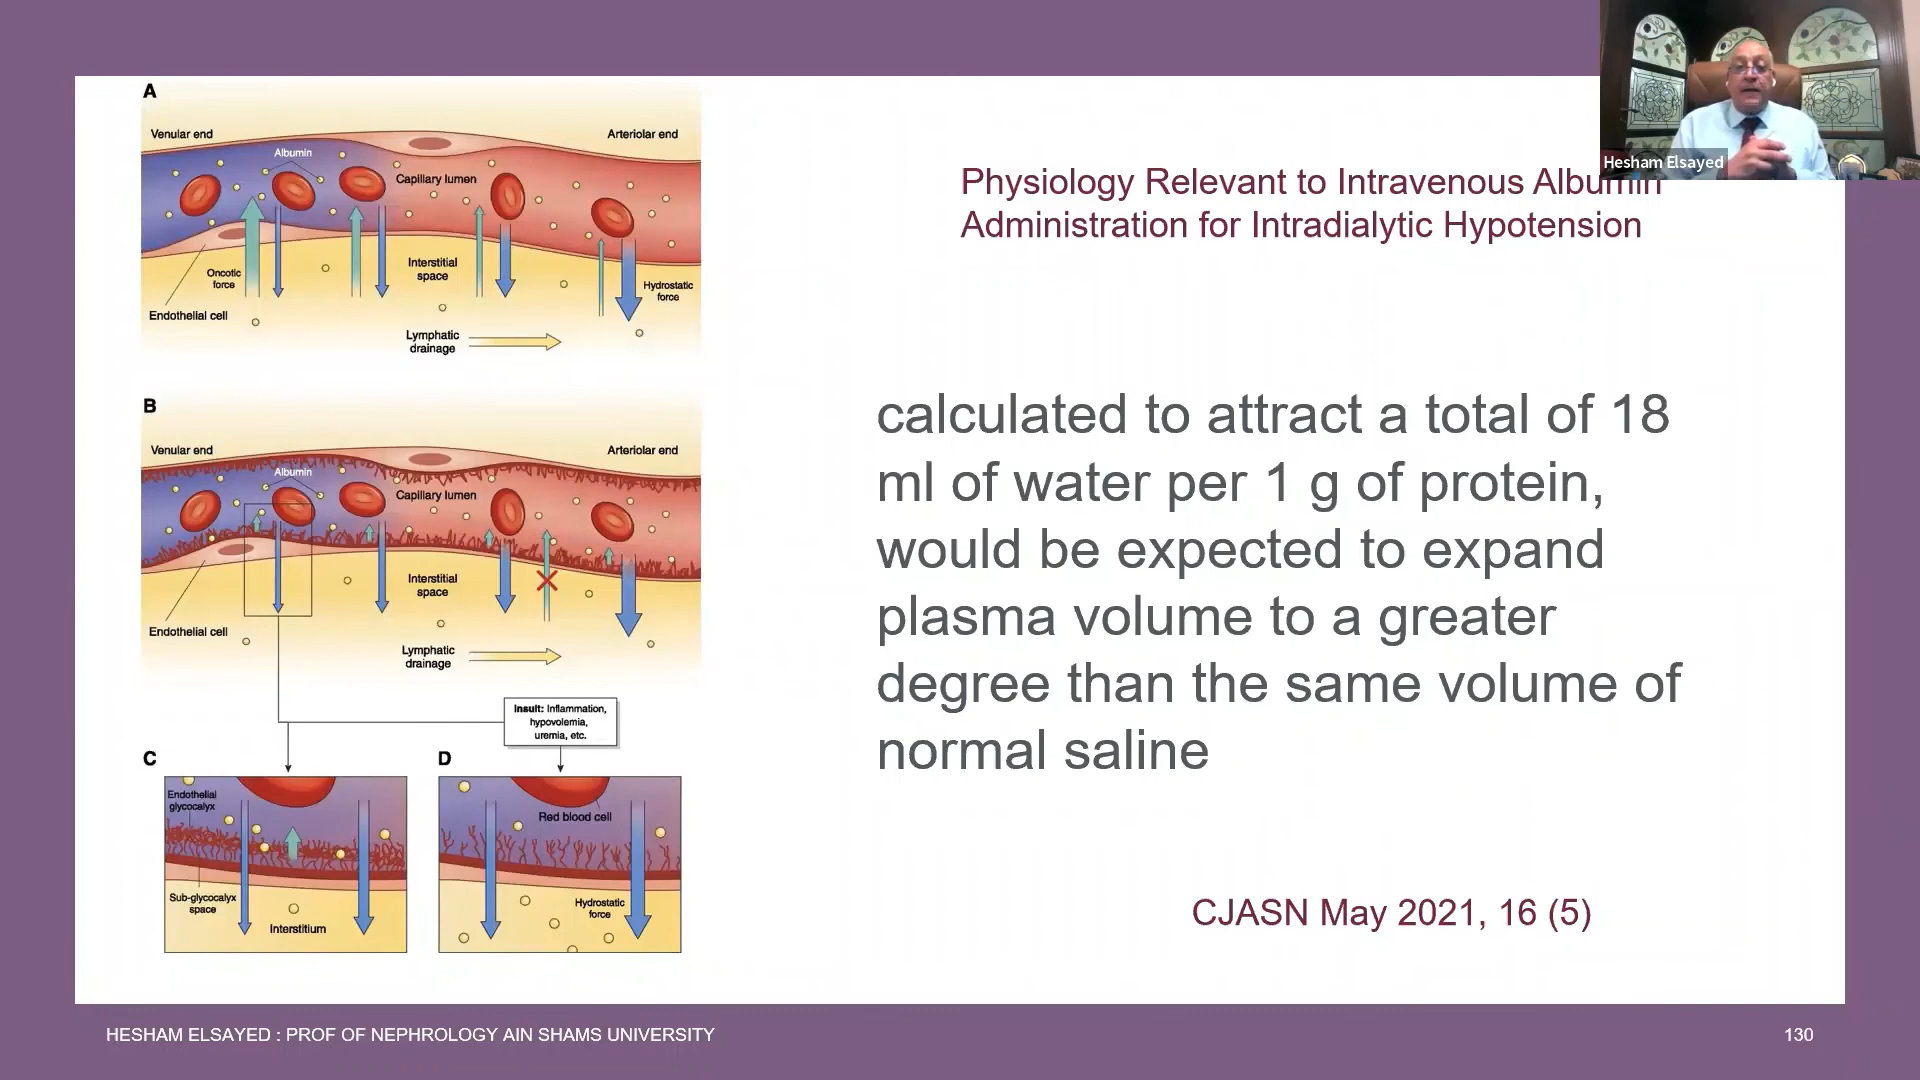 A
Venular end
Arteriolar end
Albumin
Capillary lumen
Oncotic
force
Interstitial
space
Hydrostatic
force
Endothelial cell
Lymphatic
drainage
B
Venular end
Arteriolar end
Albumin
Capillary lumen
Interstitial
space
Endothelial cell
Lymphatic
drainage
Insult: Inflammation,
hypovolemia,
uremia, etc.
C
Endothelial
glycocalyx
Sub-glycocalyx
space
Interstitium
D
Red blood cell
Hydrostatic
force
Hesham Elsayed
Physiology Relevant to Intravenous Albumin
Administration for Intradialytic Hypotension
calculated to attract a total of 18
ml of water per 1 g of protein,
would be expected to expand
plasma volume to a greater
degree than the same volume of
normal saline
CJASN May 2021, 16 (5)
HESHAM ELSAYED : PROF OF NEPHROLOGY AIN SHAMS UNIVERSITY
130